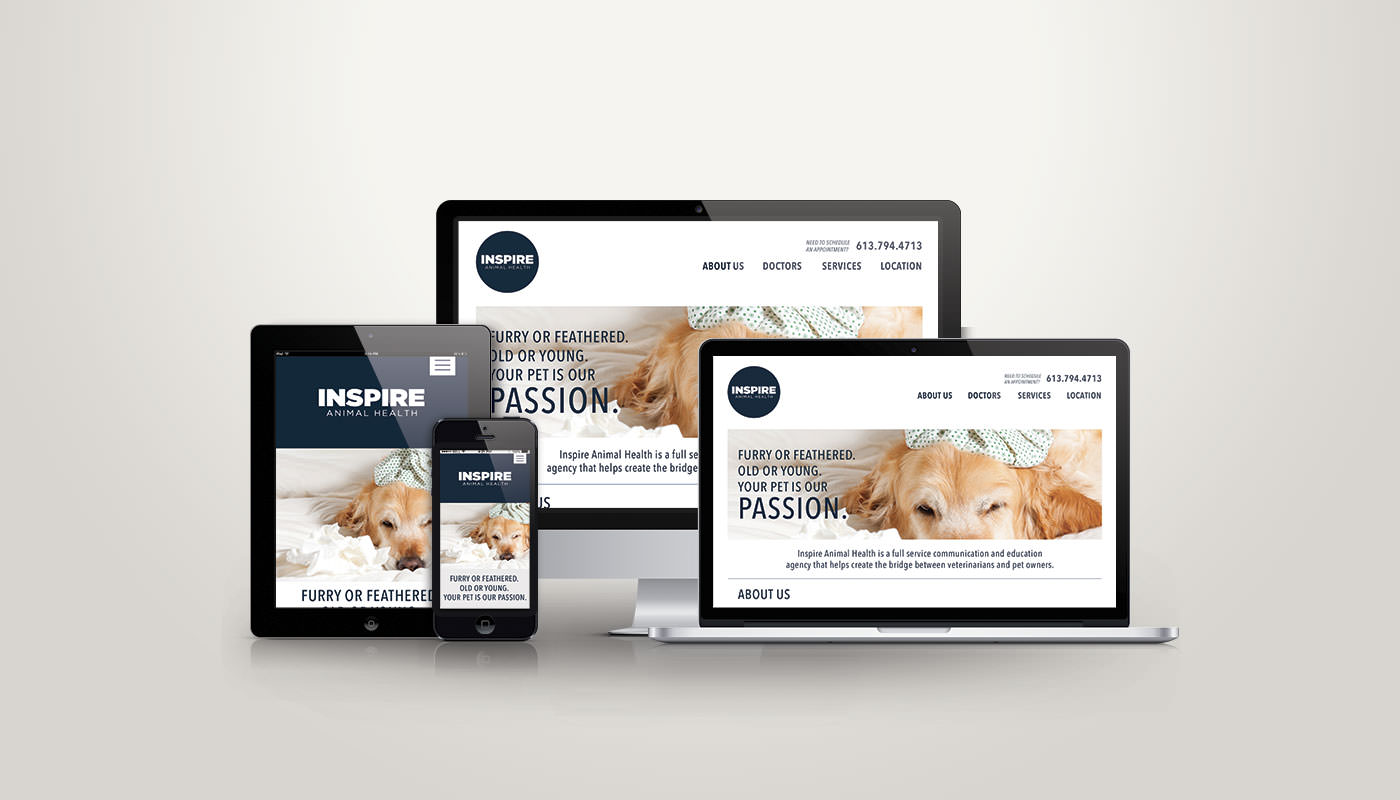 INSPIRE
ANIMAL HEALTH
NEED TO SCHEDULE
AN APPOINTMENT?
613.794.4713
ABOUT US DOCTORS SERVICES LOCATION
FURRY OR FEATHERED.
OLD OR YOUNG.
YOUR PET IS OUR
PASSION.
Inspire Animal Health is a full se
agency that helps create the bridge
US
INSPIRE
ANIMAL HEALTH
FURRY OR FEATHERED
INSPIRE
ANIMAL HEALTH
FURRY OR FEATHERED.
OLD OR YOUNG.
YOUR PET IS OUR PASSION.
INSPIRE
ANIMAL HEALTH
NEED TO SCHEDULE
AN APPOINTMENT?
613.794.4713
ABOUT US DOCTORS SERVICES LOCATION
FURRY OR FEATHERED.
OLD OR YOUNG.
YOUR PET IS OUR
PASSION.
Inspire Animal Health is a full service communication and education
agency that helps create the bridge between veterinarians and pet owners.
ABOUT US